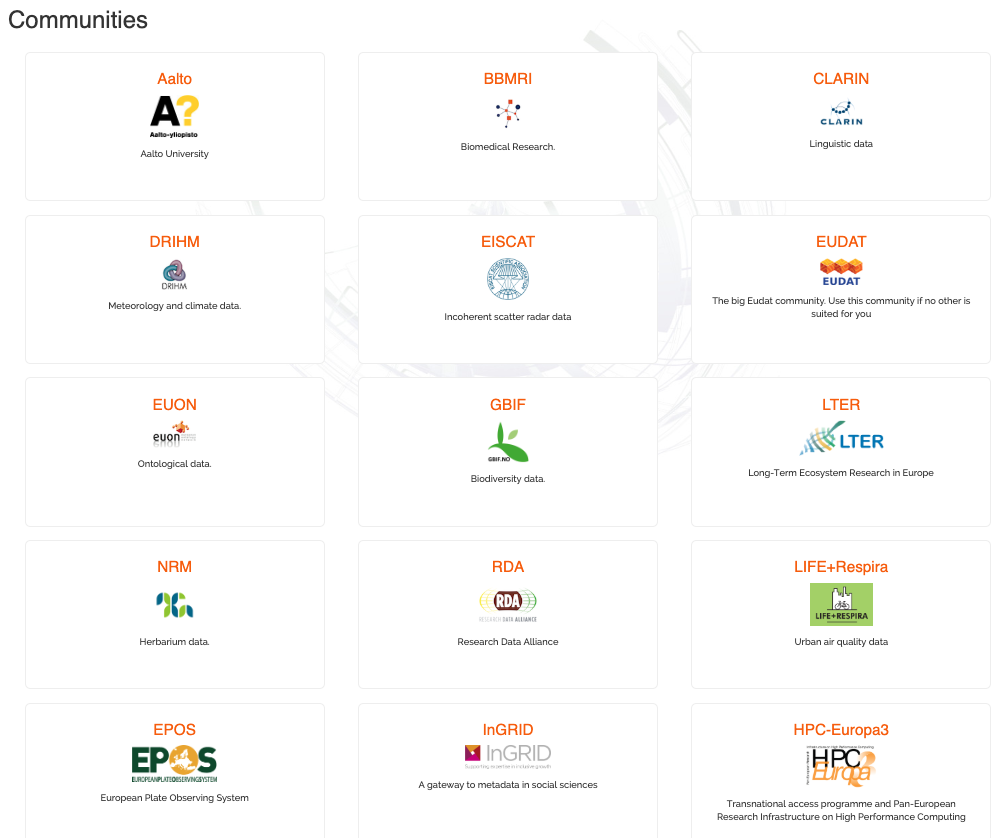 Communities
Aalto
A?
Aalto-yliopisto
Aalto University
BBMRI
Biomedical Research.
CLARIN
CLARIN
Linguistic data
DRIHM
DRIHM
Meteorology and climate data.
EISCAT
EISCAT SCIENTIFIC ASSOCIATION
Incoherent scatter radar data
EUDAT
EUDAT
The big Eudat community. Use this community if no other is
suited for you
EUON
euon
Ontological data.
GBIF
GBIF.NO
Biodiversity data.
LTER
LTER
Long-Term Ecosystem Research in Europe
NRM
Herbarium data.
RDA
RDA
RESEARCH DATA ALLIANCE
Research Data Alliance
LIFE+Respira
LIFE+RESPIRA
Urban air quality data
EPOS
EPOS
EUROPEAN PLATE OBSERVING SYSTEM
European Plate Observing System
InGRID
InGRID
Supporting expertise in inclusive growth
A gateway to metadata in social sciences
HPC-Europa3
HPC
Europa3
Transnational access programme and Pan-European
Research Infrastructure on High Performance Computing